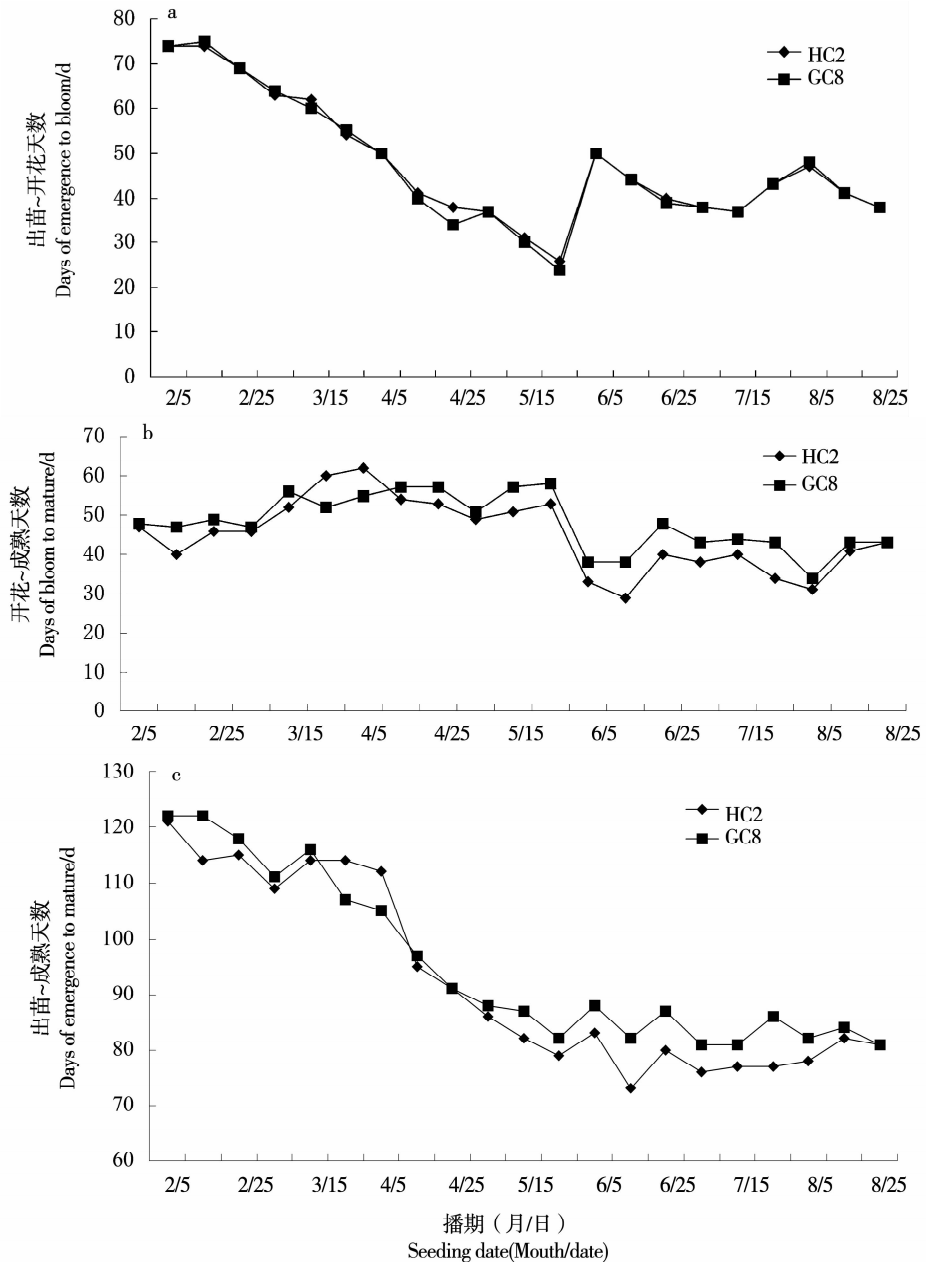 a
80
70
60
50
40
30
20
10
0
出苗~开花天数
Days of emergence to bloom/d
HC2
GC8
2/5 2/25 3/15 4/5 4/25 5/15 6/5 6/25 7/15 8/5 8/25
b
70
60
50
40
30
20
10
0
开花~成熟天数
Days of bloom to mature/d
HC2
GC8
2/5 2/25 3/15 4/5 4/25 5/15 6/5 6/25 7/15 8/5 8/25
c
130
120
110
100
90
80
70
60
出苗~成熟天数
Days of emergence to mature/d
HC2
GC8
2/5 2/25 3/15 4/5 4/25 5/15 6/5 6/25 7/15 8/5 8/25
播期（月/日）
Seeding date(Mouth/date)